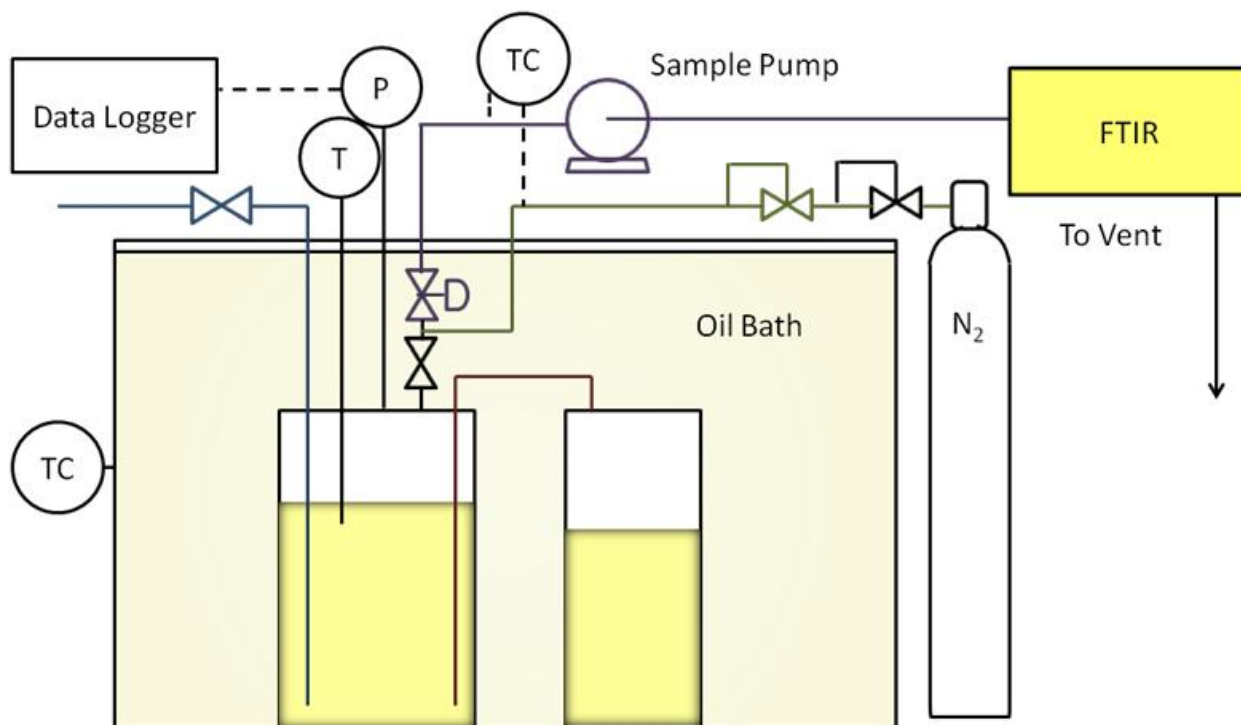 TC
Sample Pump
P
Data Logger
FTIR
T
To Vent
Oil Bath
N₂
TC
D